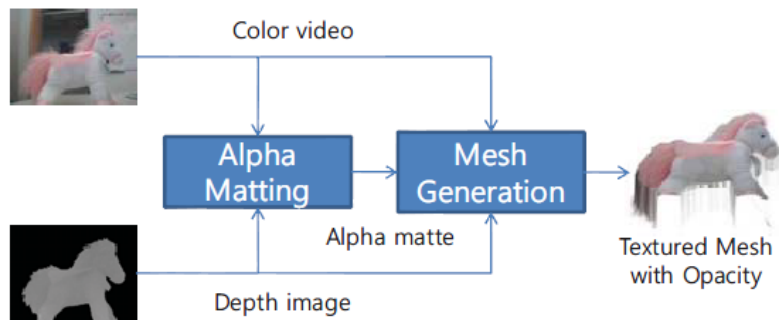 Color video
Alpha
Matting
Mesh
Generation
Alpha matte
Depth image
Textured Mesh
with Opacity